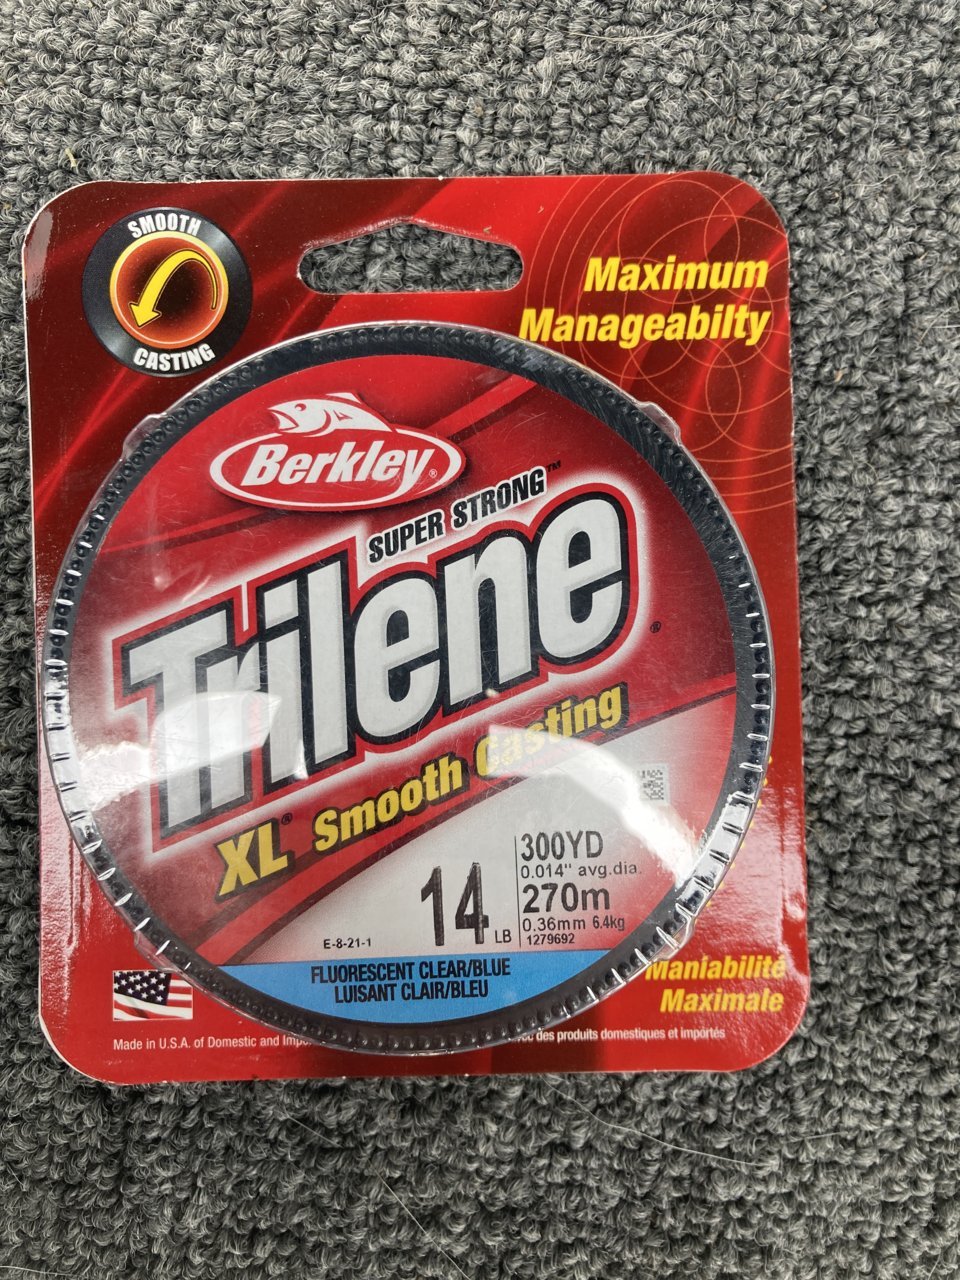 SMOOTH
CASTING
Maximum
Manageabilty
Berkley®
SUPER STRONG™
Trilene®
XL® Smooth Casting
14 LB
300YD
0.014" avg.dia.
270m
0.36mm 6.4kg
1279692
E-8-21-1
FLUORESCENT CLEAR/BLUE
LUISANT CLAIR/BLEU
Maniabilité
Maximale
Made in U.S.A. of Domestic and
des produits domestiques et importés